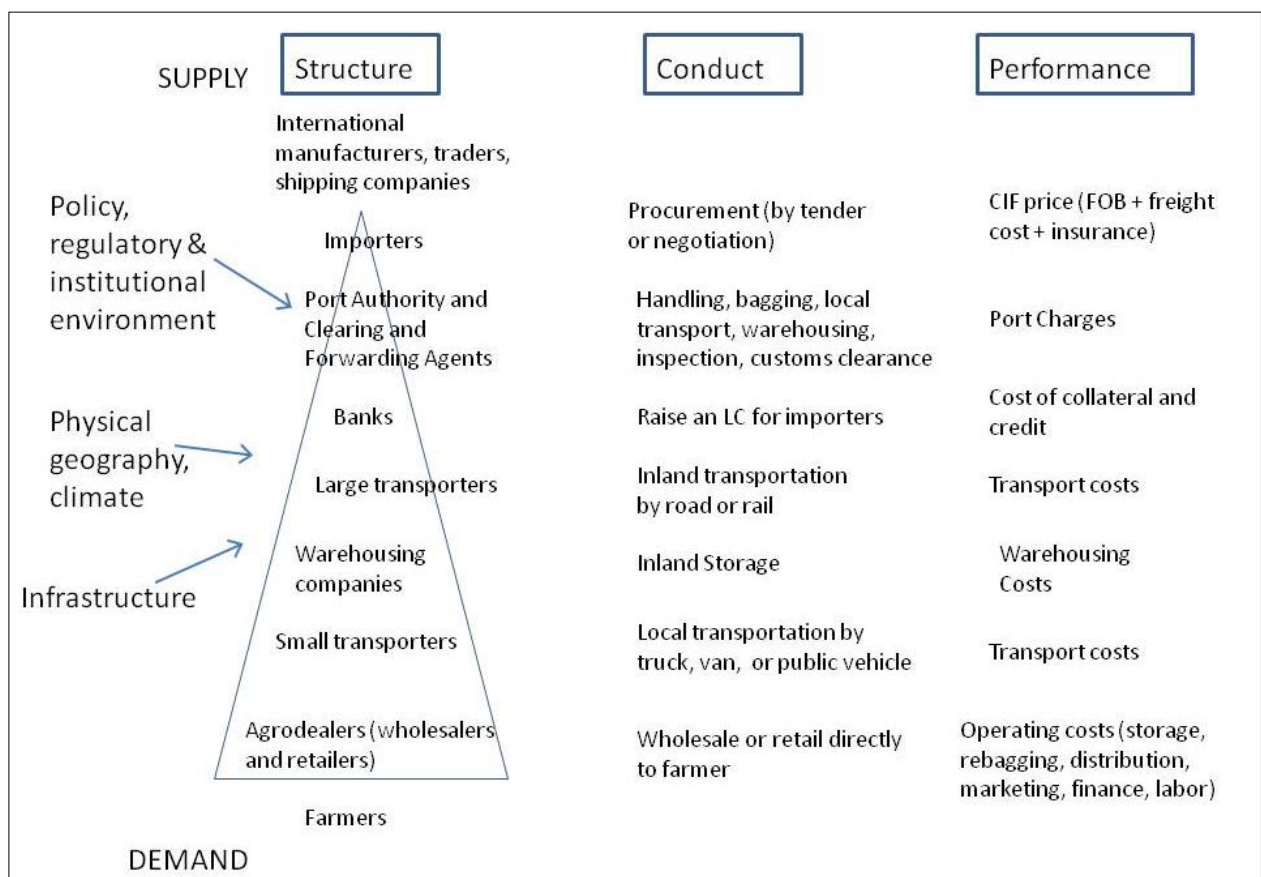 SUPPLY
Structure
Conduct
Performance
International
manufacturers, traders,
shipping companies
Policy,
regulatory &
institutional
environment
Importers
Procurement (by tender
or negotiation)
CIF price (FOB + freight
cost + insurance)
Port Authority and
Clearing and
Forwarding Agents
Handling, bagging, local
transport, warehousing,
inspection, customs clearance
Port Charges
Physical
geography,
climate
Banks
Raise an LC for importers
Cost of collateral and
credit
Large transporters
Inland transportation
by road or rail
Transport costs
Infrastructure
Warehousing
companies
Inland Storage
Warehousing
Costs
Small transporters
Local transportation by
truck, van, or public vehicle
Transport costs
Agrodealers (wholesalers
and retailers)
Wholesale or retail directly
to farmer
Operating costs (storage,
rebagging, distribution,
marketing, finance, labor)
Farmers
DEMAND